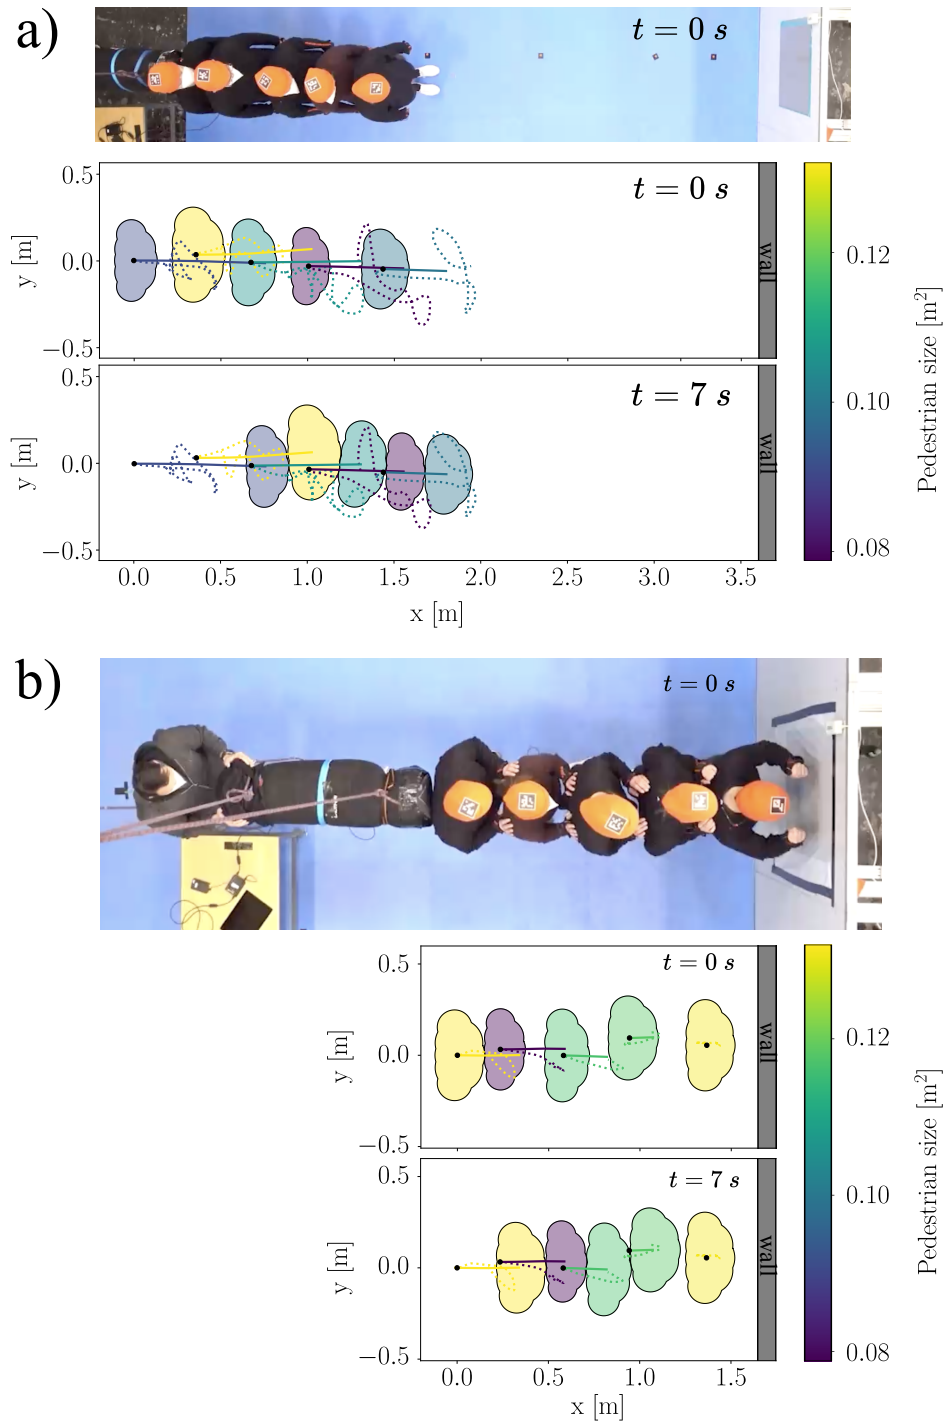 a)
t = 0 s
0.5
0.0
−0.5
y [m]
t = 0 s
wall
0.5
0.0
−0.5
y [m]
t = 7 s
wall
0.0 0.5 1.0 1.5 2.0 2.5 3.0 3.5
x [m]
0.12
0.10
0.08
Pedestrian size [m²]
b)
t = 0 s
0.5
0.0
−0.5
y [m]
t = 0 s
wall
0.5
0.0
−0.5
y [m]
t = 7 s
wall
0.0 0.5 1.0 1.5
x [m]
0.12
0.10
0.08
Pedestrian size [m²]